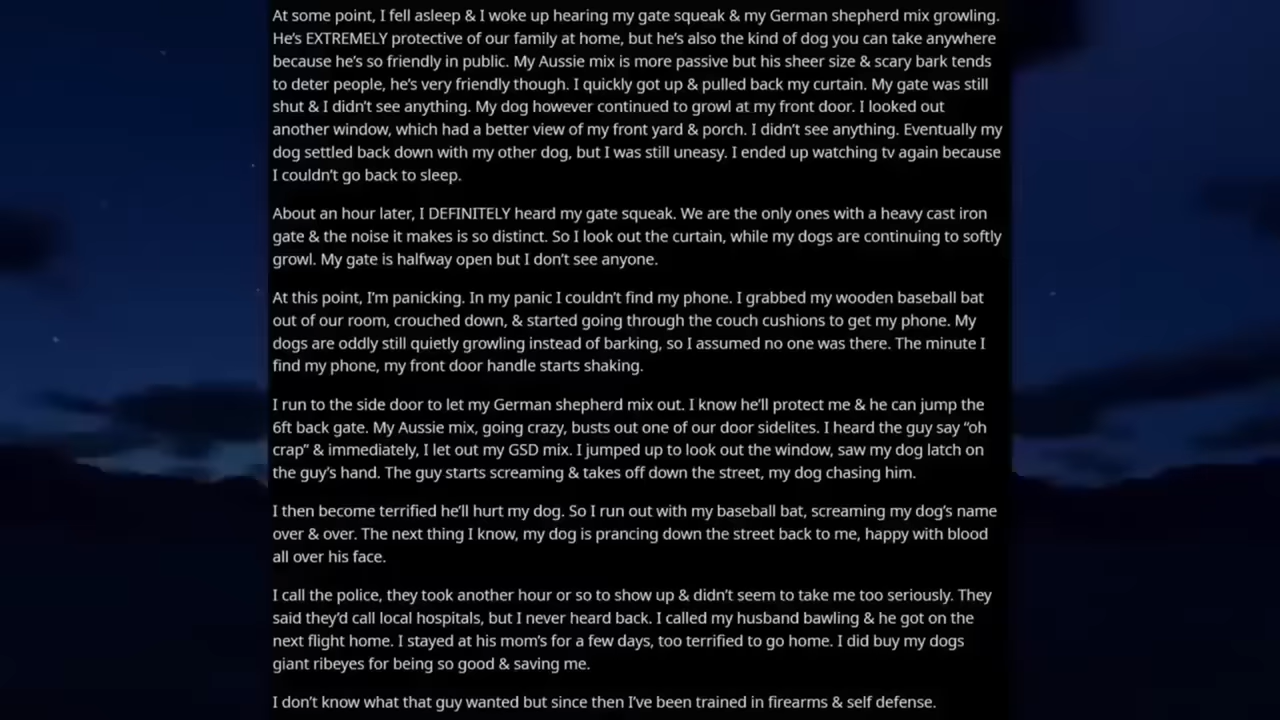 At some point, I fell asleep & I woke up hearing my gate squeak & my German shepherd mix growling.
He's EXTREMELY protective of our family at home, but he's also the kind of dog you can take anywhere
because he's so friendly in public. My Aussie mix is more passive but his sheer size & scary bark tends
to deter people, he's very friendly though. I quickly got up & pulled back my curtain. My gate was still
shut & I didn't see anything. My dog however continued to growl at my front door. I looked out
another window, which had a better view of my front yard & porch. I didn't see anything. Eventually my
dog settled back down with my other dog, but I was still uneasy. I ended up watching tv again because
I couldn't go back to sleep.
About an hour later, I DEFINITELY heard my gate squeak. We are the only ones with a heavy cast iron
gate & the noise it makes is so distinct. So I look out the curtain, while my dogs are continuing to softly
growl. My gate is halfway open but I don't see anyone.
At this point, I'm panicking. In my panic I couldn't find my phone. I grabbed my wooden baseball bat
out of our room, crouched down, & started going through the couch cushions to get my phone. My
dogs are oddly still quietly growling instead of barking, so I assumed no one was there. The minute I
find my phone, my front door handle starts shaking.
I run to the side door to let my German shepherd mix out. I know he'll protect me & he can jump the
6ft back gate. My Aussie mix, going crazy, busts out one of our door sidelites. I heard the guy say "oh
crap" & immediately, I let out my GSD mix. I jumped up to look out the window, saw my dog latch on
the guy's hand. The guy starts screaming & takes off down the street, my dog chasing him.
I then become terrified he'll hurt my dog. So I run out with my baseball bat, screaming my dog's name
over & over. The next thing I know, my dog is prancing down the street back to me, happy with blood
all over his face.
I call the police, they took another hour or so to show up & didn't seem to take me too seriously. They
said they'd call local hospitals, but I never heard back. I called my husband bawling & he got on the
next flight home. I stayed at his mom's for a few days, too terrified to go home. I did buy my dogs
giant ribeyes for being so good & saving me.
I don't know what that guy wanted but since then I've been trained in firearms & self defense.